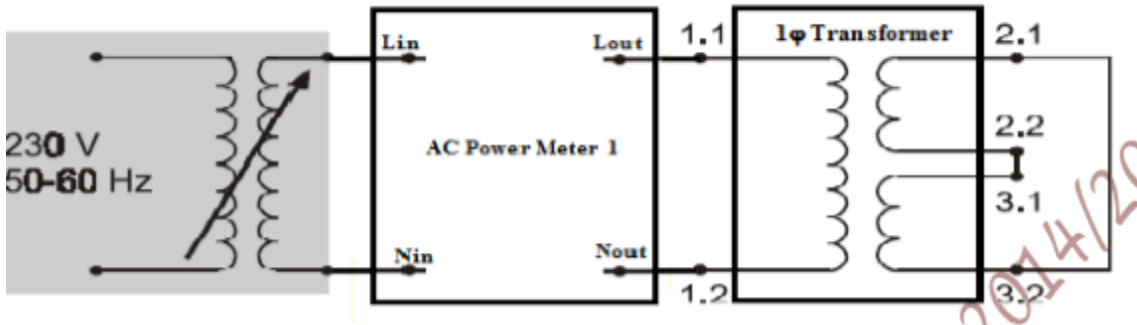 230 V
50-60 Hz
Lin
Nin
AC Power Meter 1
Lout
Nout
1.1
1.2
1φ Transformer
2.1
2.2
3.1
3.2